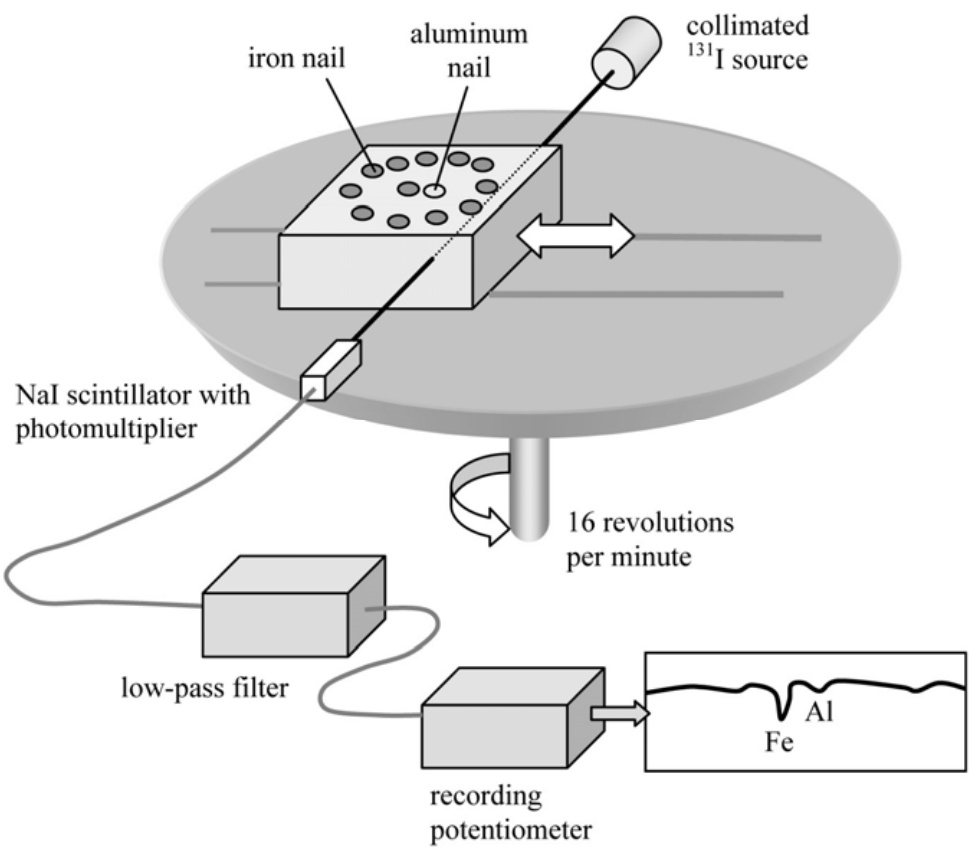 collimated
¹³¹I source
aluminum
nail
iron nail
NaI scintillator with
photomultiplier
16 revolutions
per minute
low-pass filter
Al
Fe
recording
potentiometer